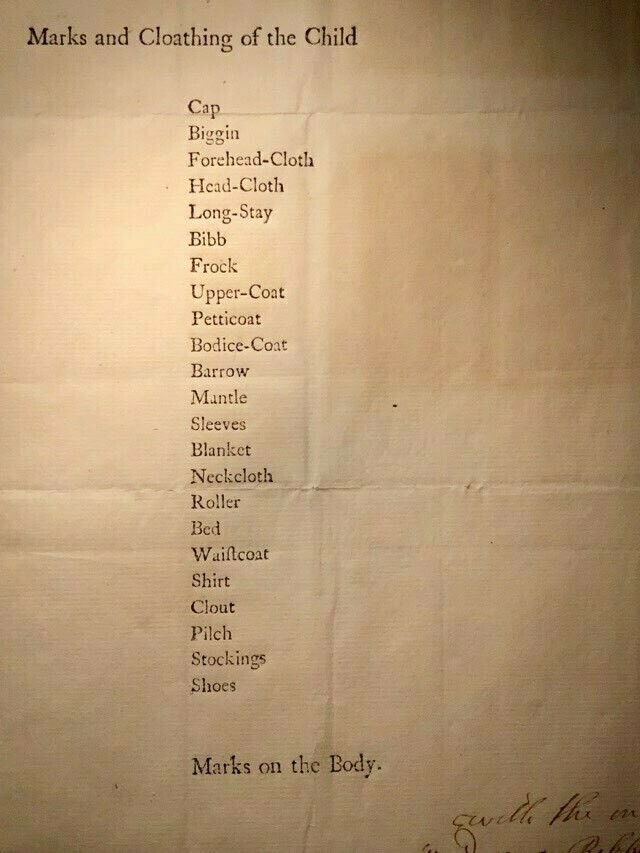 Marks and Cloathing of the Child
Cap
Biggin
Forehead-Cloth
Head-Cloth
Long-Stay
Bibb
Frock
Upper-Coat
Petticoat
Bodice-Coat
Barrow
Mantle
Sleeves
Blanket
Neckcloth
Roller
Bed
Waiſtcoat
Shirt
Clout
Pilch
Stockings
Shoes
Marks on the Body.
with the